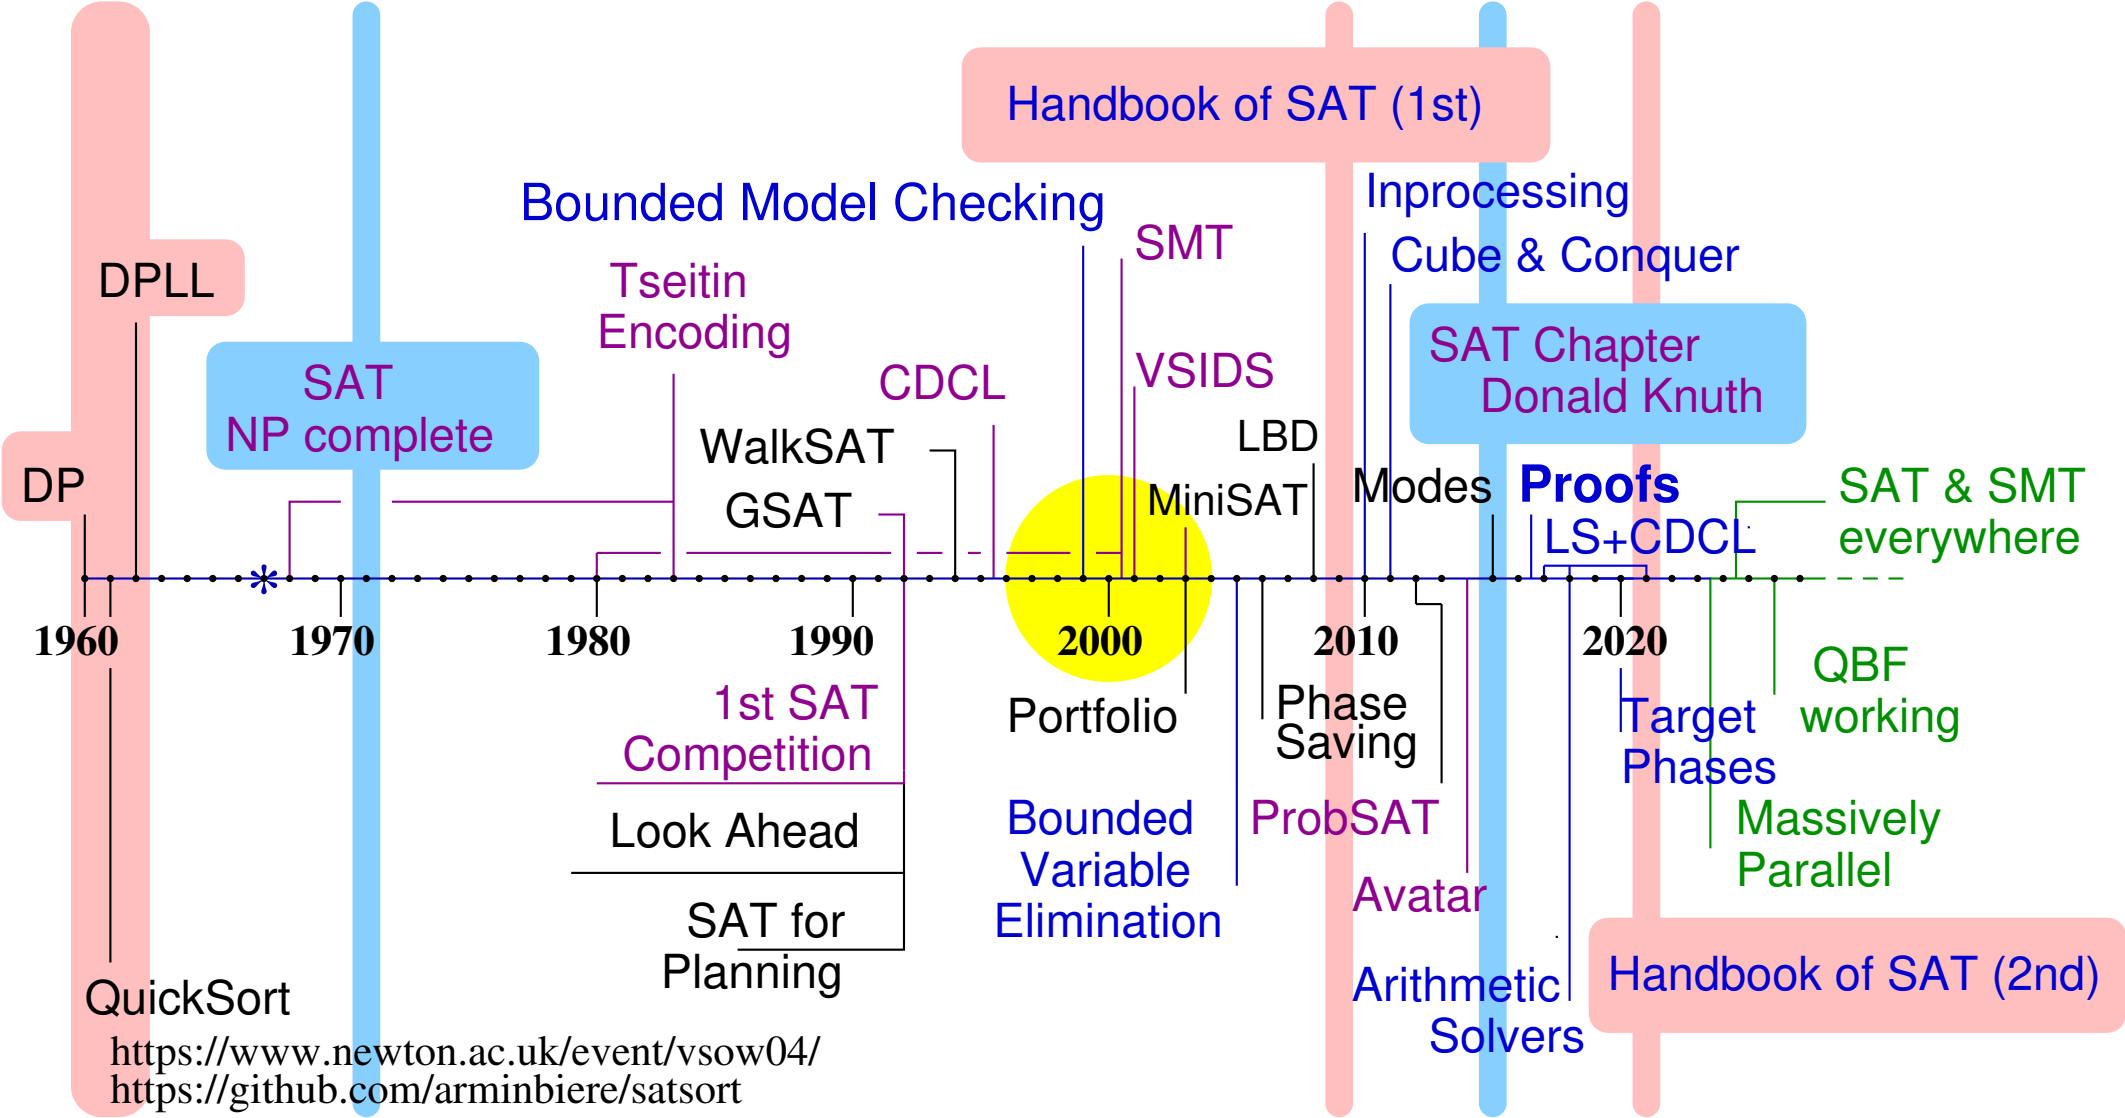 Handbook of SAT (1st)
Inprocessing
Bounded Model Checking
SMT
Cube & Conquer
DPLL
Tseitin
Encoding
SAT Chapter
Donald Knuth
VSIDS
CDCL
SAT
NP complete
WalkSAT
LBD
DP
GSAT
MiniSAT
Modes
Proofs
LS+CDCL
SAT & SMT
everywhere
*
1960
1970
1980
1990
2000
2010
2020
QBF
working
1st SAT
Competition
Portfolio
Phase
Saving
Target
Phases
Look Ahead
Bounded
Variable
Elimination
ProbSAT
Massively
Parallel
Avatar
SAT for
Planning
Arithmetic
Solvers
Handbook of SAT (2nd)
QuickSort
https://www.newton.ac.uk/event/vsow04/
https://github.com/arminbiere/satsort